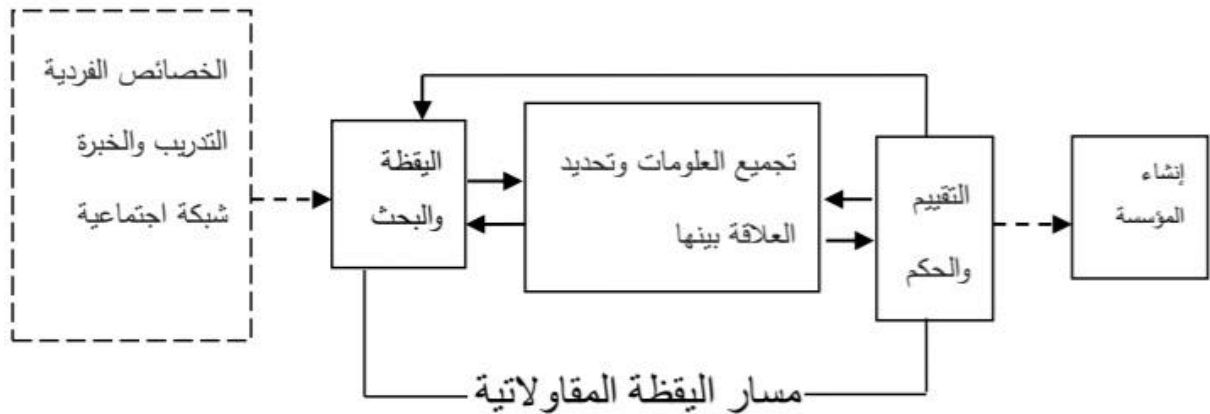 الخصائص الفردية
التدريب والخبرة
شبكة اجتماعية
اليقظة
والبحث
تجميع العلومات وتحديد
العلاقة بينها
التقييم
والحكم
إنشاء
المؤسسة
مسار اليقظة المقاولاتية